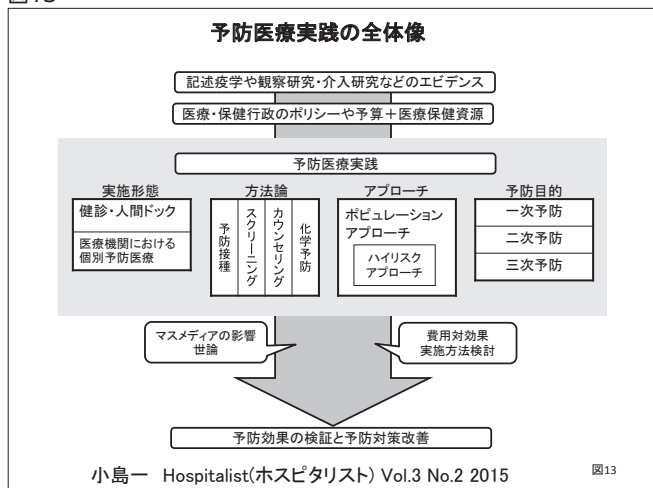 予防医療実践の全体像
記述疫学や観察研究・介入研究などのエビデンス
医療・保健行政のポリシーや予算＋医療保健資源
予防医療実践
実施形態
健診・人間ドック
医療機関における
個別予防医療
方法論
予防接種
スクリーニング
カウンセリング
化学予防
アプローチ
ポピュレーション
アプローチ
ハイリスク
アプローチ
予防目的
一次予防
二次予防
三次予防
マスメディアの影響
世論
費用対効果
実施方法検討
予防効果の検証と予防対策改善
小島一　Hospitalist(ホスピタリスト) Vol.3 No.2 2015
図13